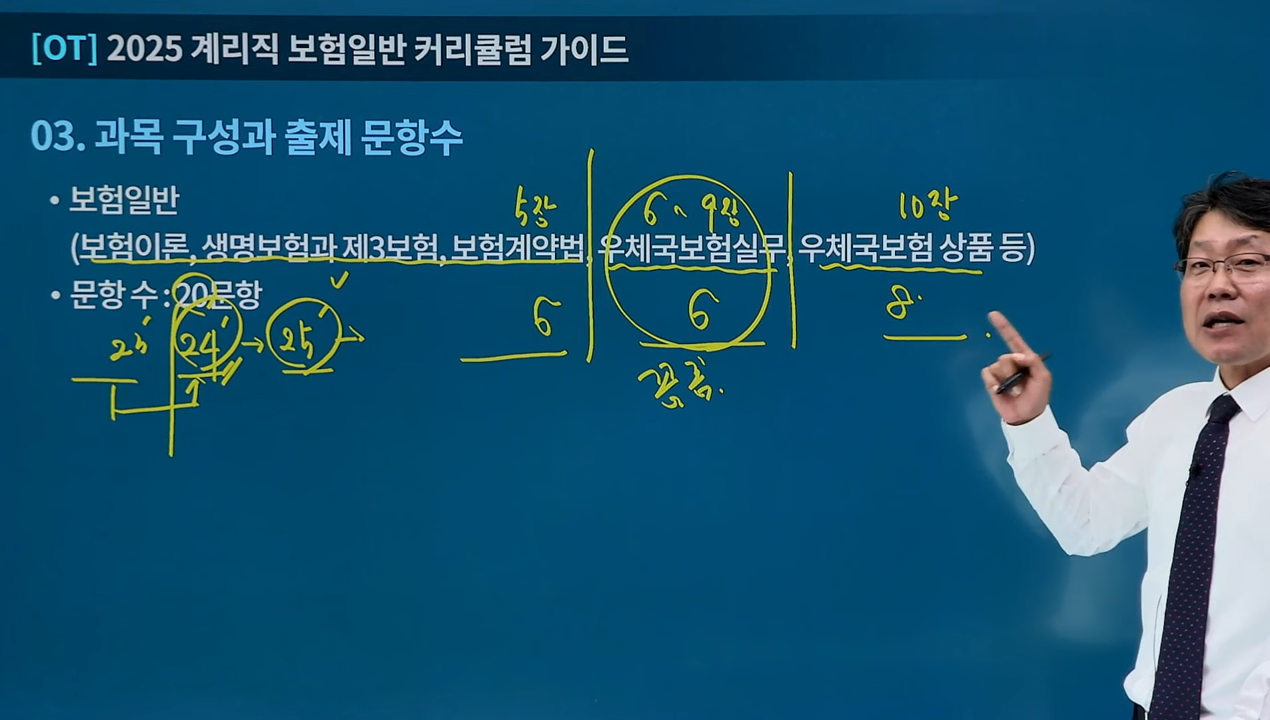 [OT] 2025 계리직 보험일반 커리큘럼 가이드
03. 과목 구성과 출제 문항수
• 보험일반
5장 6~9장 10장
(보험이론, 생명보험과 제3보험, 보험계약법, 우체국보험실무, 우체국보험 상품 등)
• 문항 수 : 20문항
6 6 8
23' 24' → 25' →